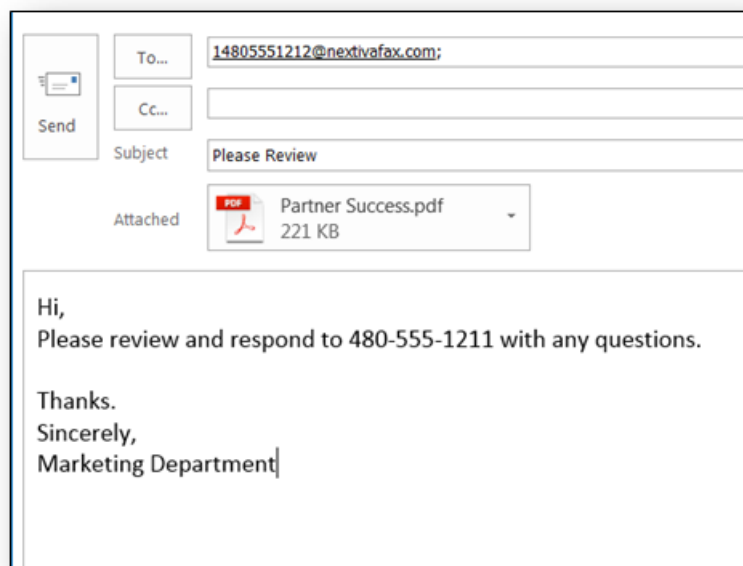 Send
To...
14805551212@nextivafax.com;
Cc...
Subject
Please Review
Attached
PDF
Partner Success.pdf
221 KB
Hi,
Please review and respond to 480-555-1211 with any questions.
Thanks.
Sincerely,
Marketing Department